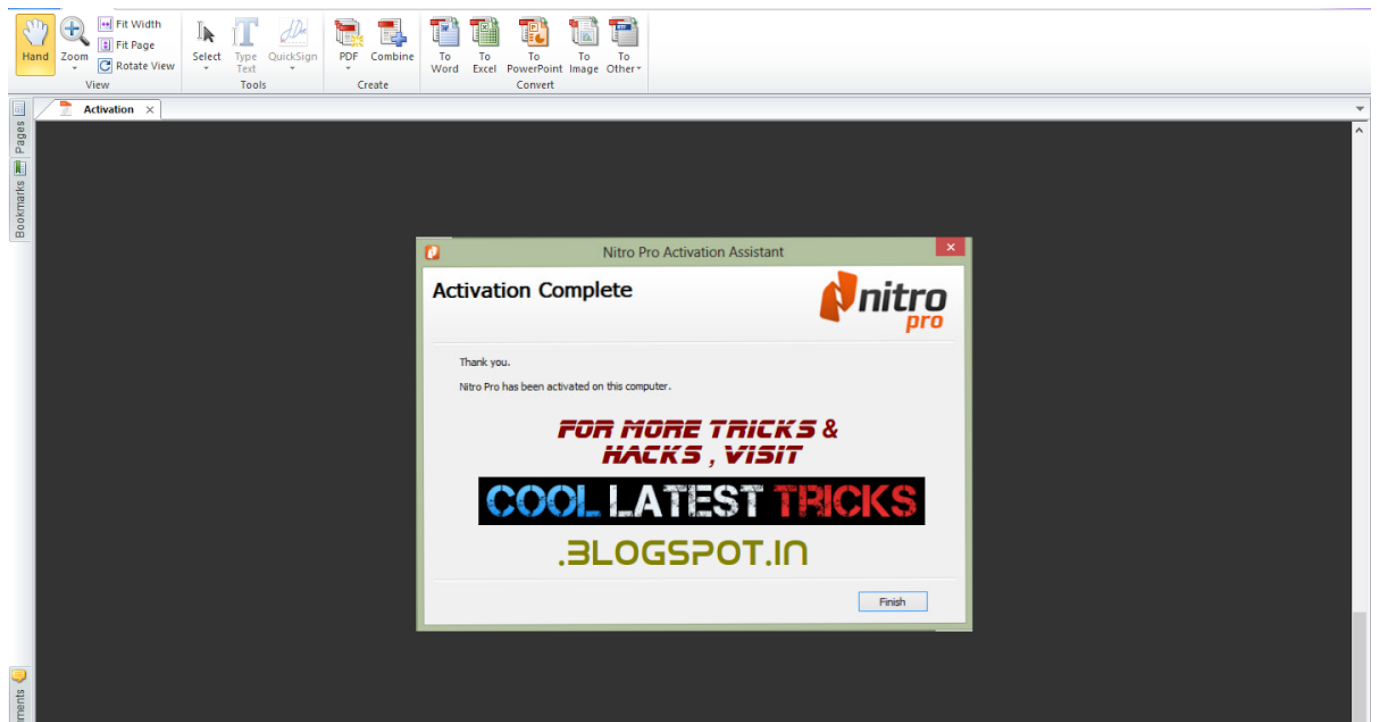 Hand
Zoom
Fit Width
Fit Page
Rotate View
View
Select
Type
Text
QuickSign
Tools
PDF
Combine
Create
To
Word
To
Excel
To
PowerPoint
To
Image
To
Other
Convert
Activation
Pages
Bookmarks
Nitro Pro Activation Assistant
Activation Complete
nitro
pro
Thank you.
Nitro Pro has been activated on this computer.
FOR MORE TRICKS &
HACKS , VISIT
COOL LATEST TRICKS
.BLOGSPOT.IN
Finish